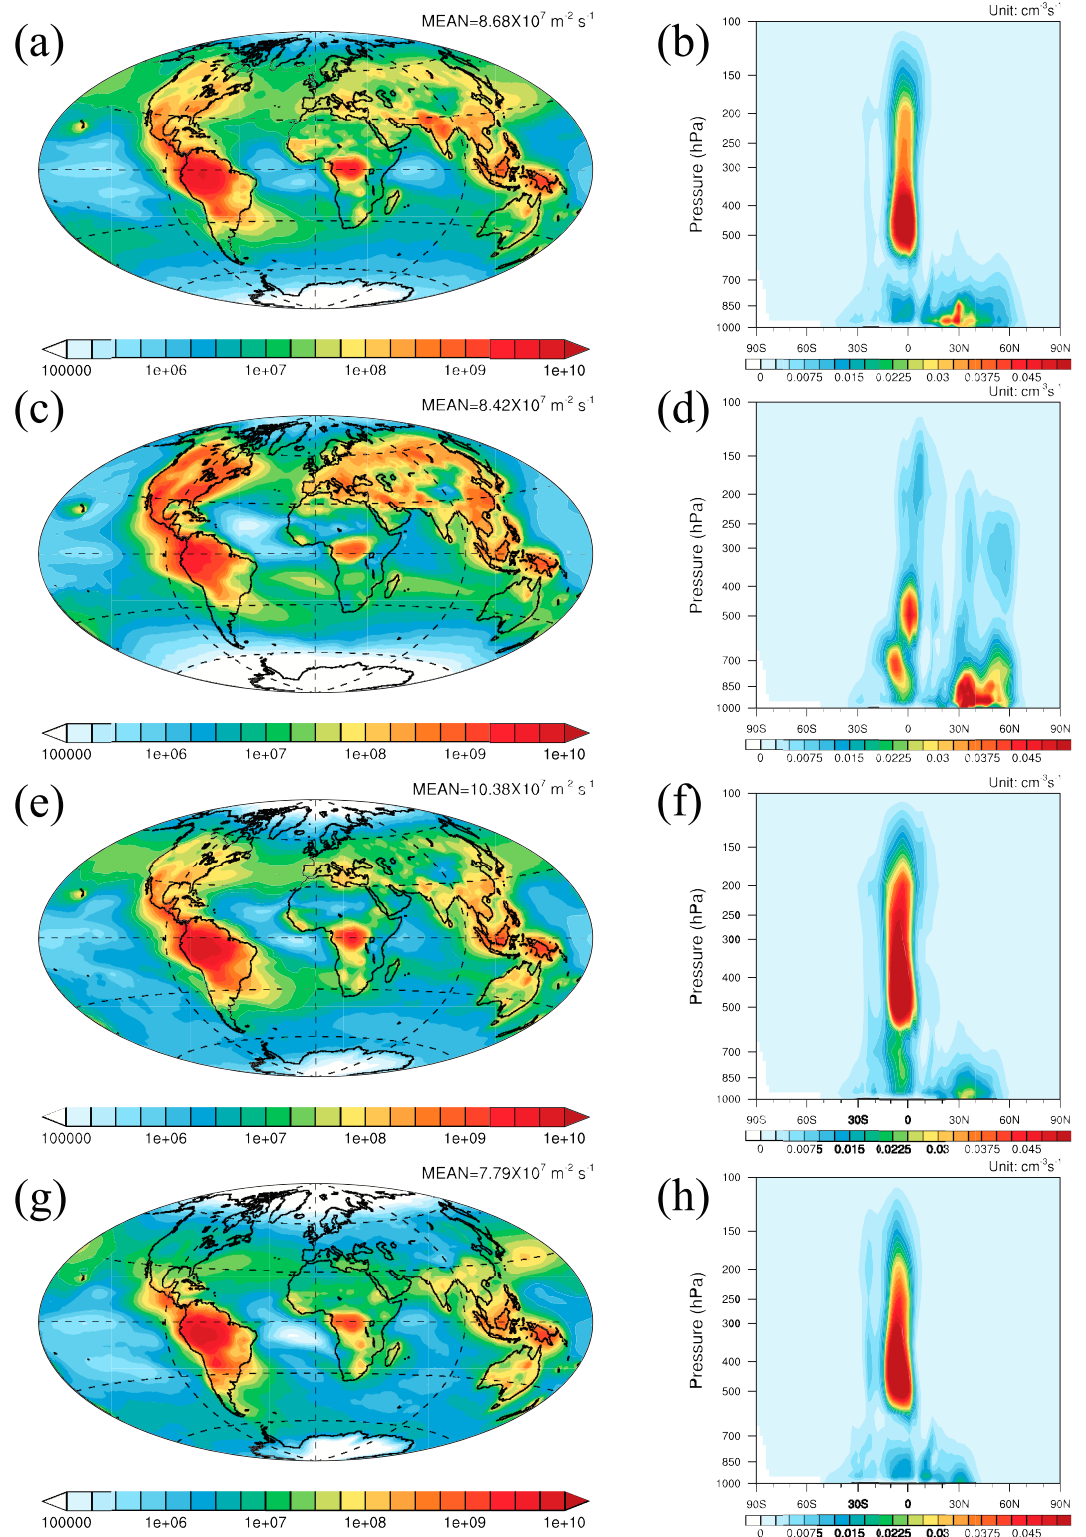 (a)
MEAN=8.68X10⁷ m⁻² s⁻¹
100000 1e+06 1e+07 1e+08 1e+09 1e+10
(b)
Unit: cm⁻³s⁻¹
Pressure (hPa)
100
150
200
250
300
400
500
700
850
1000
90S 60S 30S 0 30N 60N 90N
0 0.0075 0.015 0.0225 0.03 0.0375 0.045
(c)
MEAN=8.42X10⁷ m⁻² s⁻¹
100000 1e+06 1e+07 1e+08 1e+09 1e+10
(d)
Unit: cm⁻³s⁻¹
Pressure (hPa)
100
150
200
250
300
400
500
700
850
1000
90S 60S 30S 0 30N 60N 90N
0 0.0075 0.015 0.0225 0.03 0.0375 0.045
(e)
MEAN=10.38X10⁷ m⁻² s⁻¹
100000 1e+06 1e+07 1e+08 1e+09 1e+10
(f)
Unit: cm⁻³s⁻¹
Pressure (hPa)
100
150
200
250
300
400
500
700
850
1000
90S 60S 30S 0 30N 60N 90N
0 0.0075 0.015 0.0225 0.03 0.0375 0.045
(g)
MEAN=7.79X10⁷ m⁻² s⁻¹
100000 1e+06 1e+07 1e+08 1e+09 1e+10
(h)
Unit: cm⁻³s⁻¹
Pressure (hPa)
100
150
200
250
300
400
500
700
850
1000
90S 60S 30S 0 30N 60N 90N
0 0.0075 0.015 0.0225 0.03 0.0375 0.045